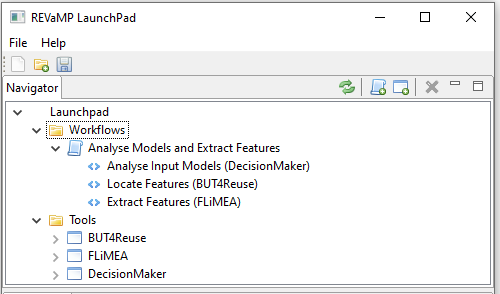 REVaMP LaunchPad
File Help
Navigator
Launchpad
Workflows
Analyse Models and Extract Features
Analyse Input Models (DecisionMaker)
Locate Features (BUT4Reuse)
Extract Features (FLiMEA)
Tools
BUT4Reuse
FLiMEA
DecisionMaker